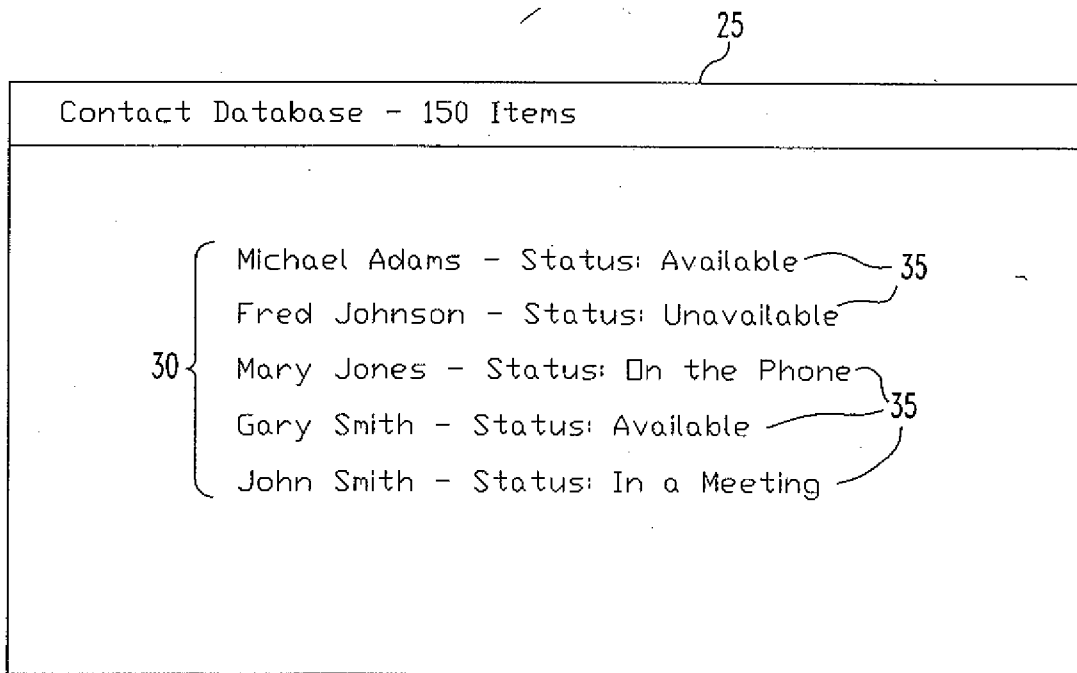 25
Contact Database - 150 Items
Michael Adams - Status: Available 35
Fred Johnson - Status: Unavailable
30 Mary Jones - Status: On the Phone
Gary Smith - Status: Available 35
John Smith - Status: In a Meeting